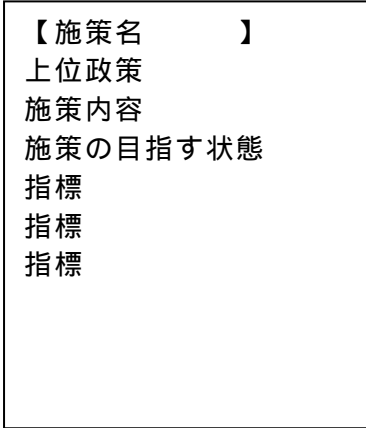 【施策名　　　】
上位政策
施策内容
施策の目指す状態
指標
指標
指標